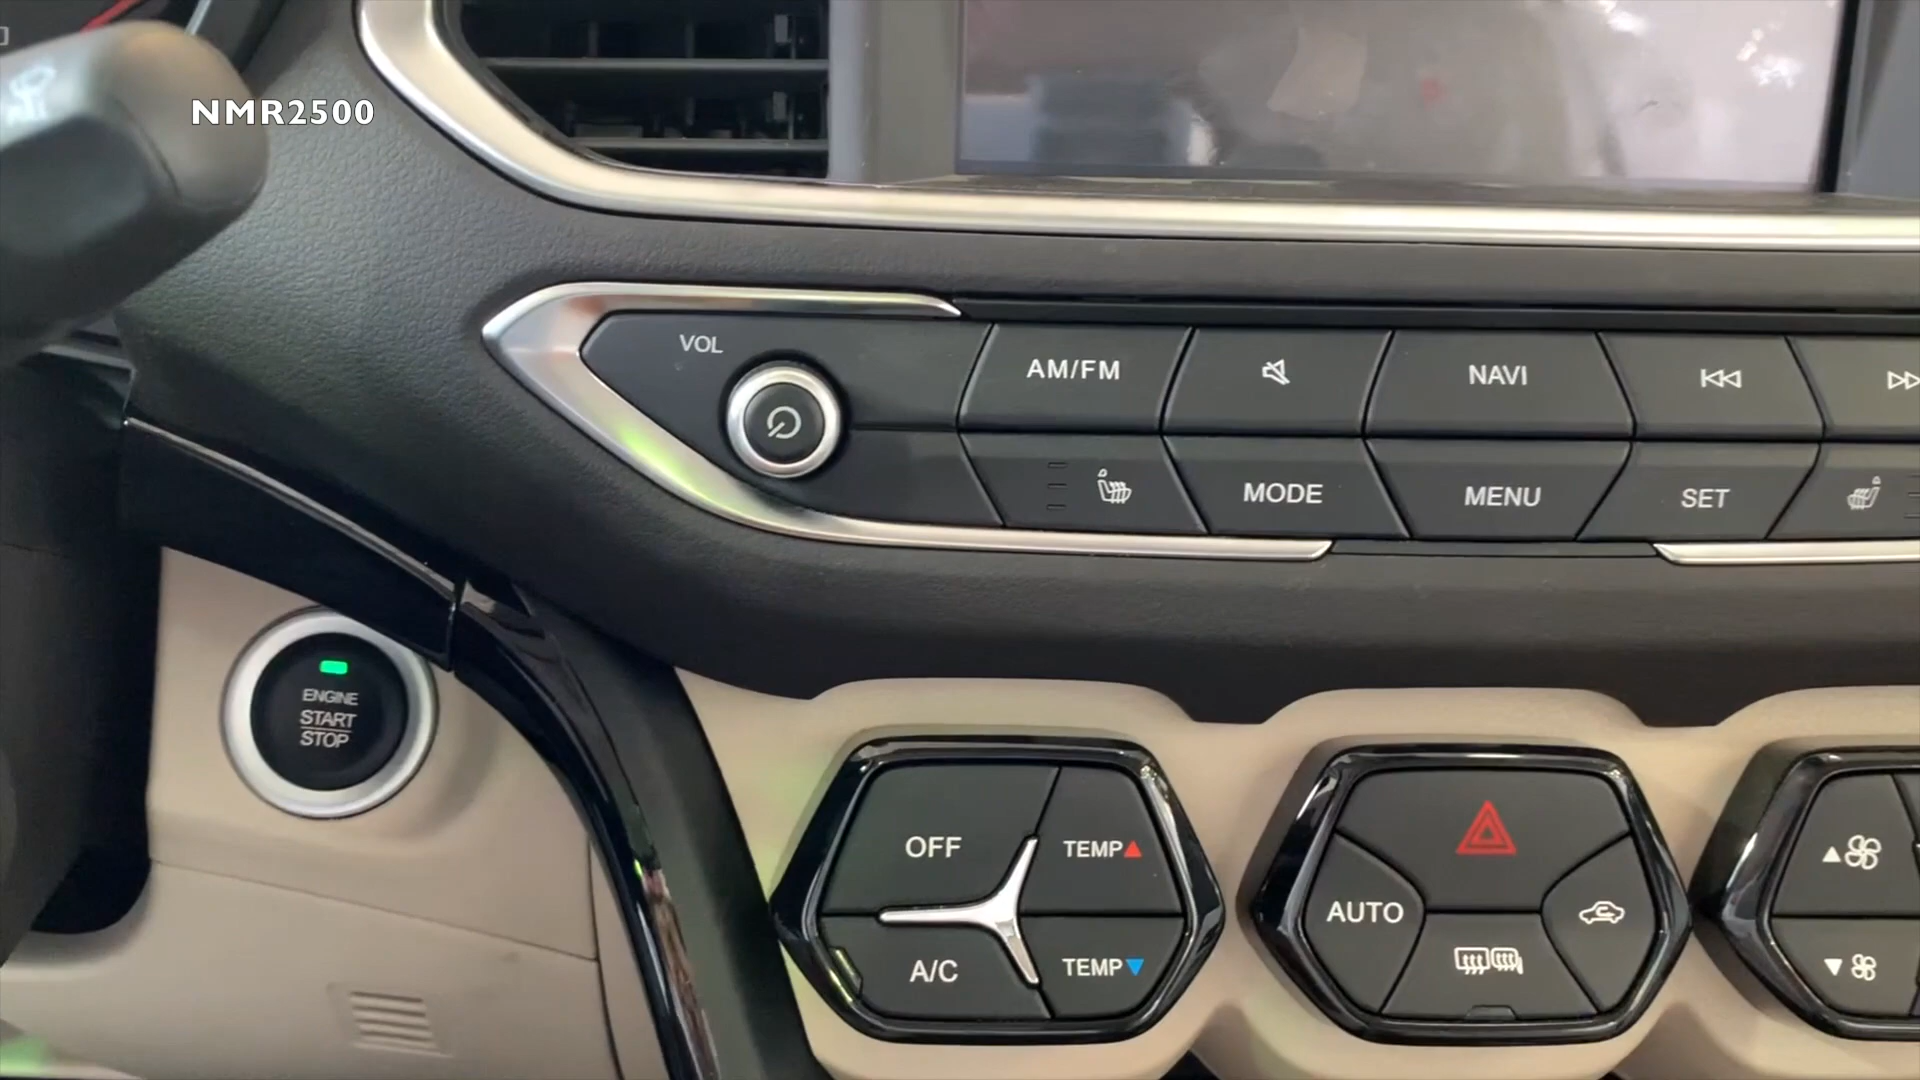 NMR2500
VOL
AM/FM
NAVI
MODE
MENU
SET
ENGINE
START
STOP
OFF
TEMP
A/C
TEMP
AUTO